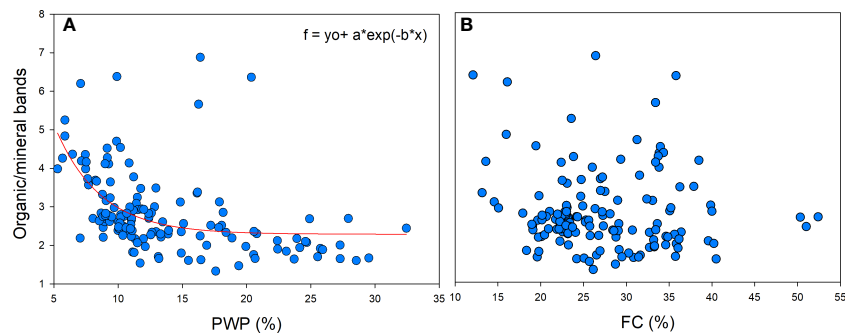 A
f = yo+ a*exp(-b*x)
B
8
7
6
5
4
3
2
1
Organic/mineral bands
5 10 15 20 25 30 35
10 15 20 25 30 35 40 45 50 55
PWP (%)
FC (%)